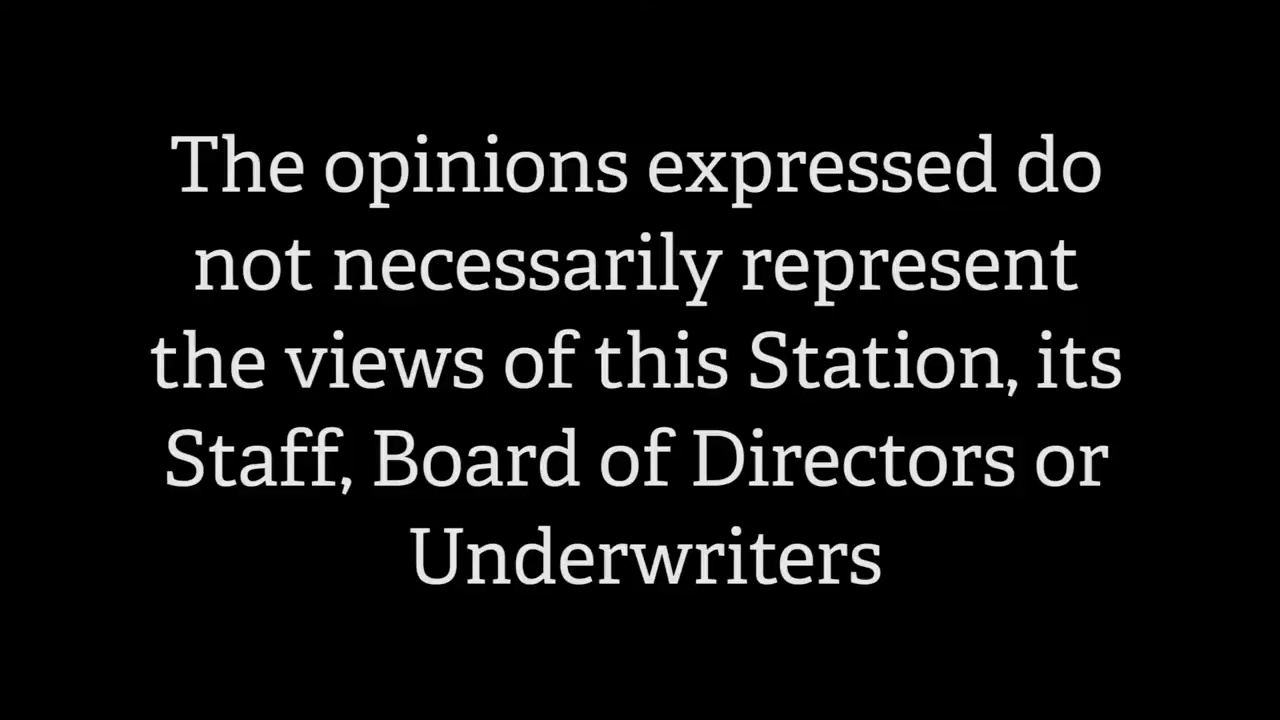 The opinions expressed do
not necessarily represent
the views of this Station, its
Staff, Board of Directors or
Underwriters